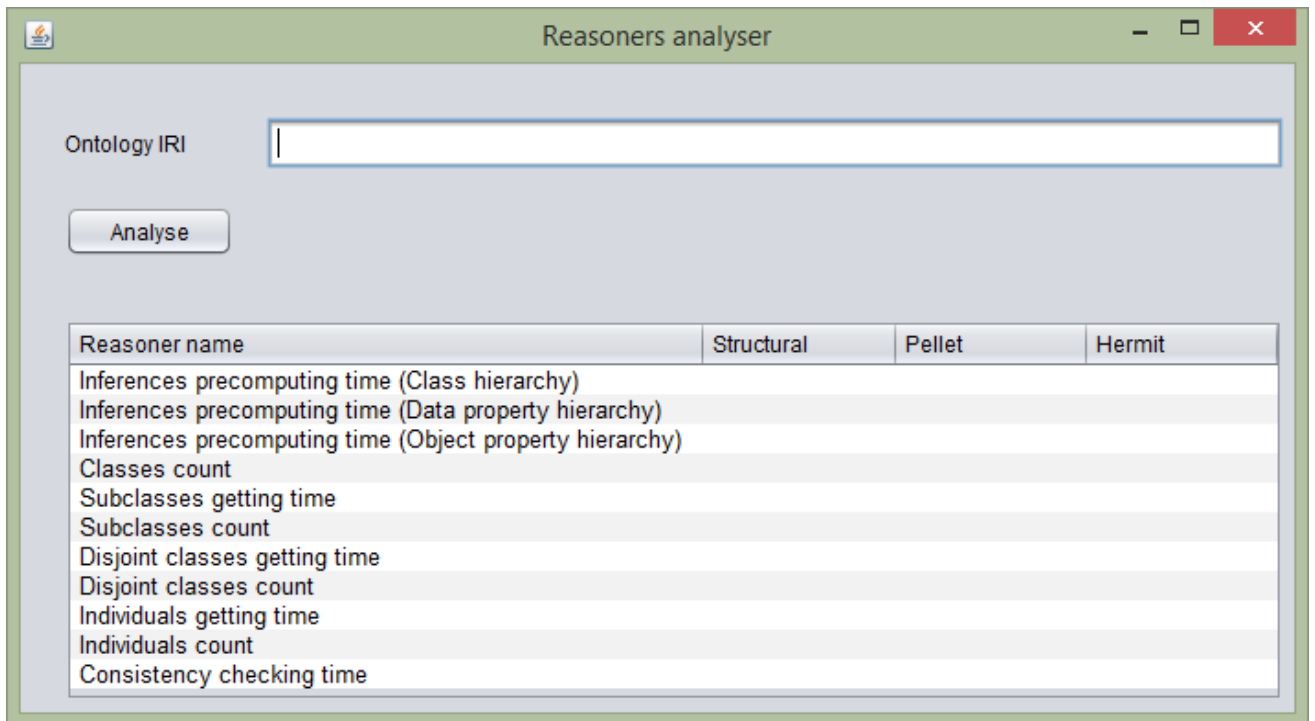 Reasoners analyser
Ontology IRI
Analyse
Reasoner name Structural Pellet Hermit
Inferences precomputing time (Class hierarchy)
Inferences precomputing time (Data property hierarchy)
Inferences precomputing time (Object property hierarchy)
Classes count
Subclasses getting time
Subclasses count
Disjoint classes getting time
Disjoint classes count
Individuals getting time
Individuals count
Consistency checking time